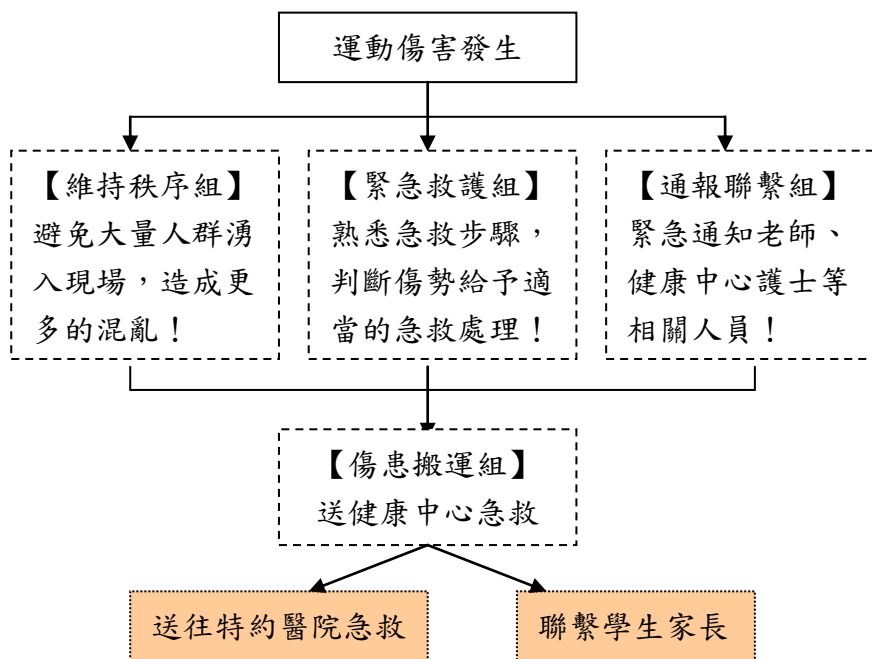 運動傷害發生
【維持秩序組】
避免大量人群湧
入現場,造成更
多的混亂!
【緊急救護組】
熟悉急救步驟,
判斷傷勢給予適
當的急救處理!
【通報聯繫組】
緊急通知老師、
健康中心護士等
相關人員!
【傷患搬運組】
送健康中心急救
送往特約醫院急救
聯繫學生家長